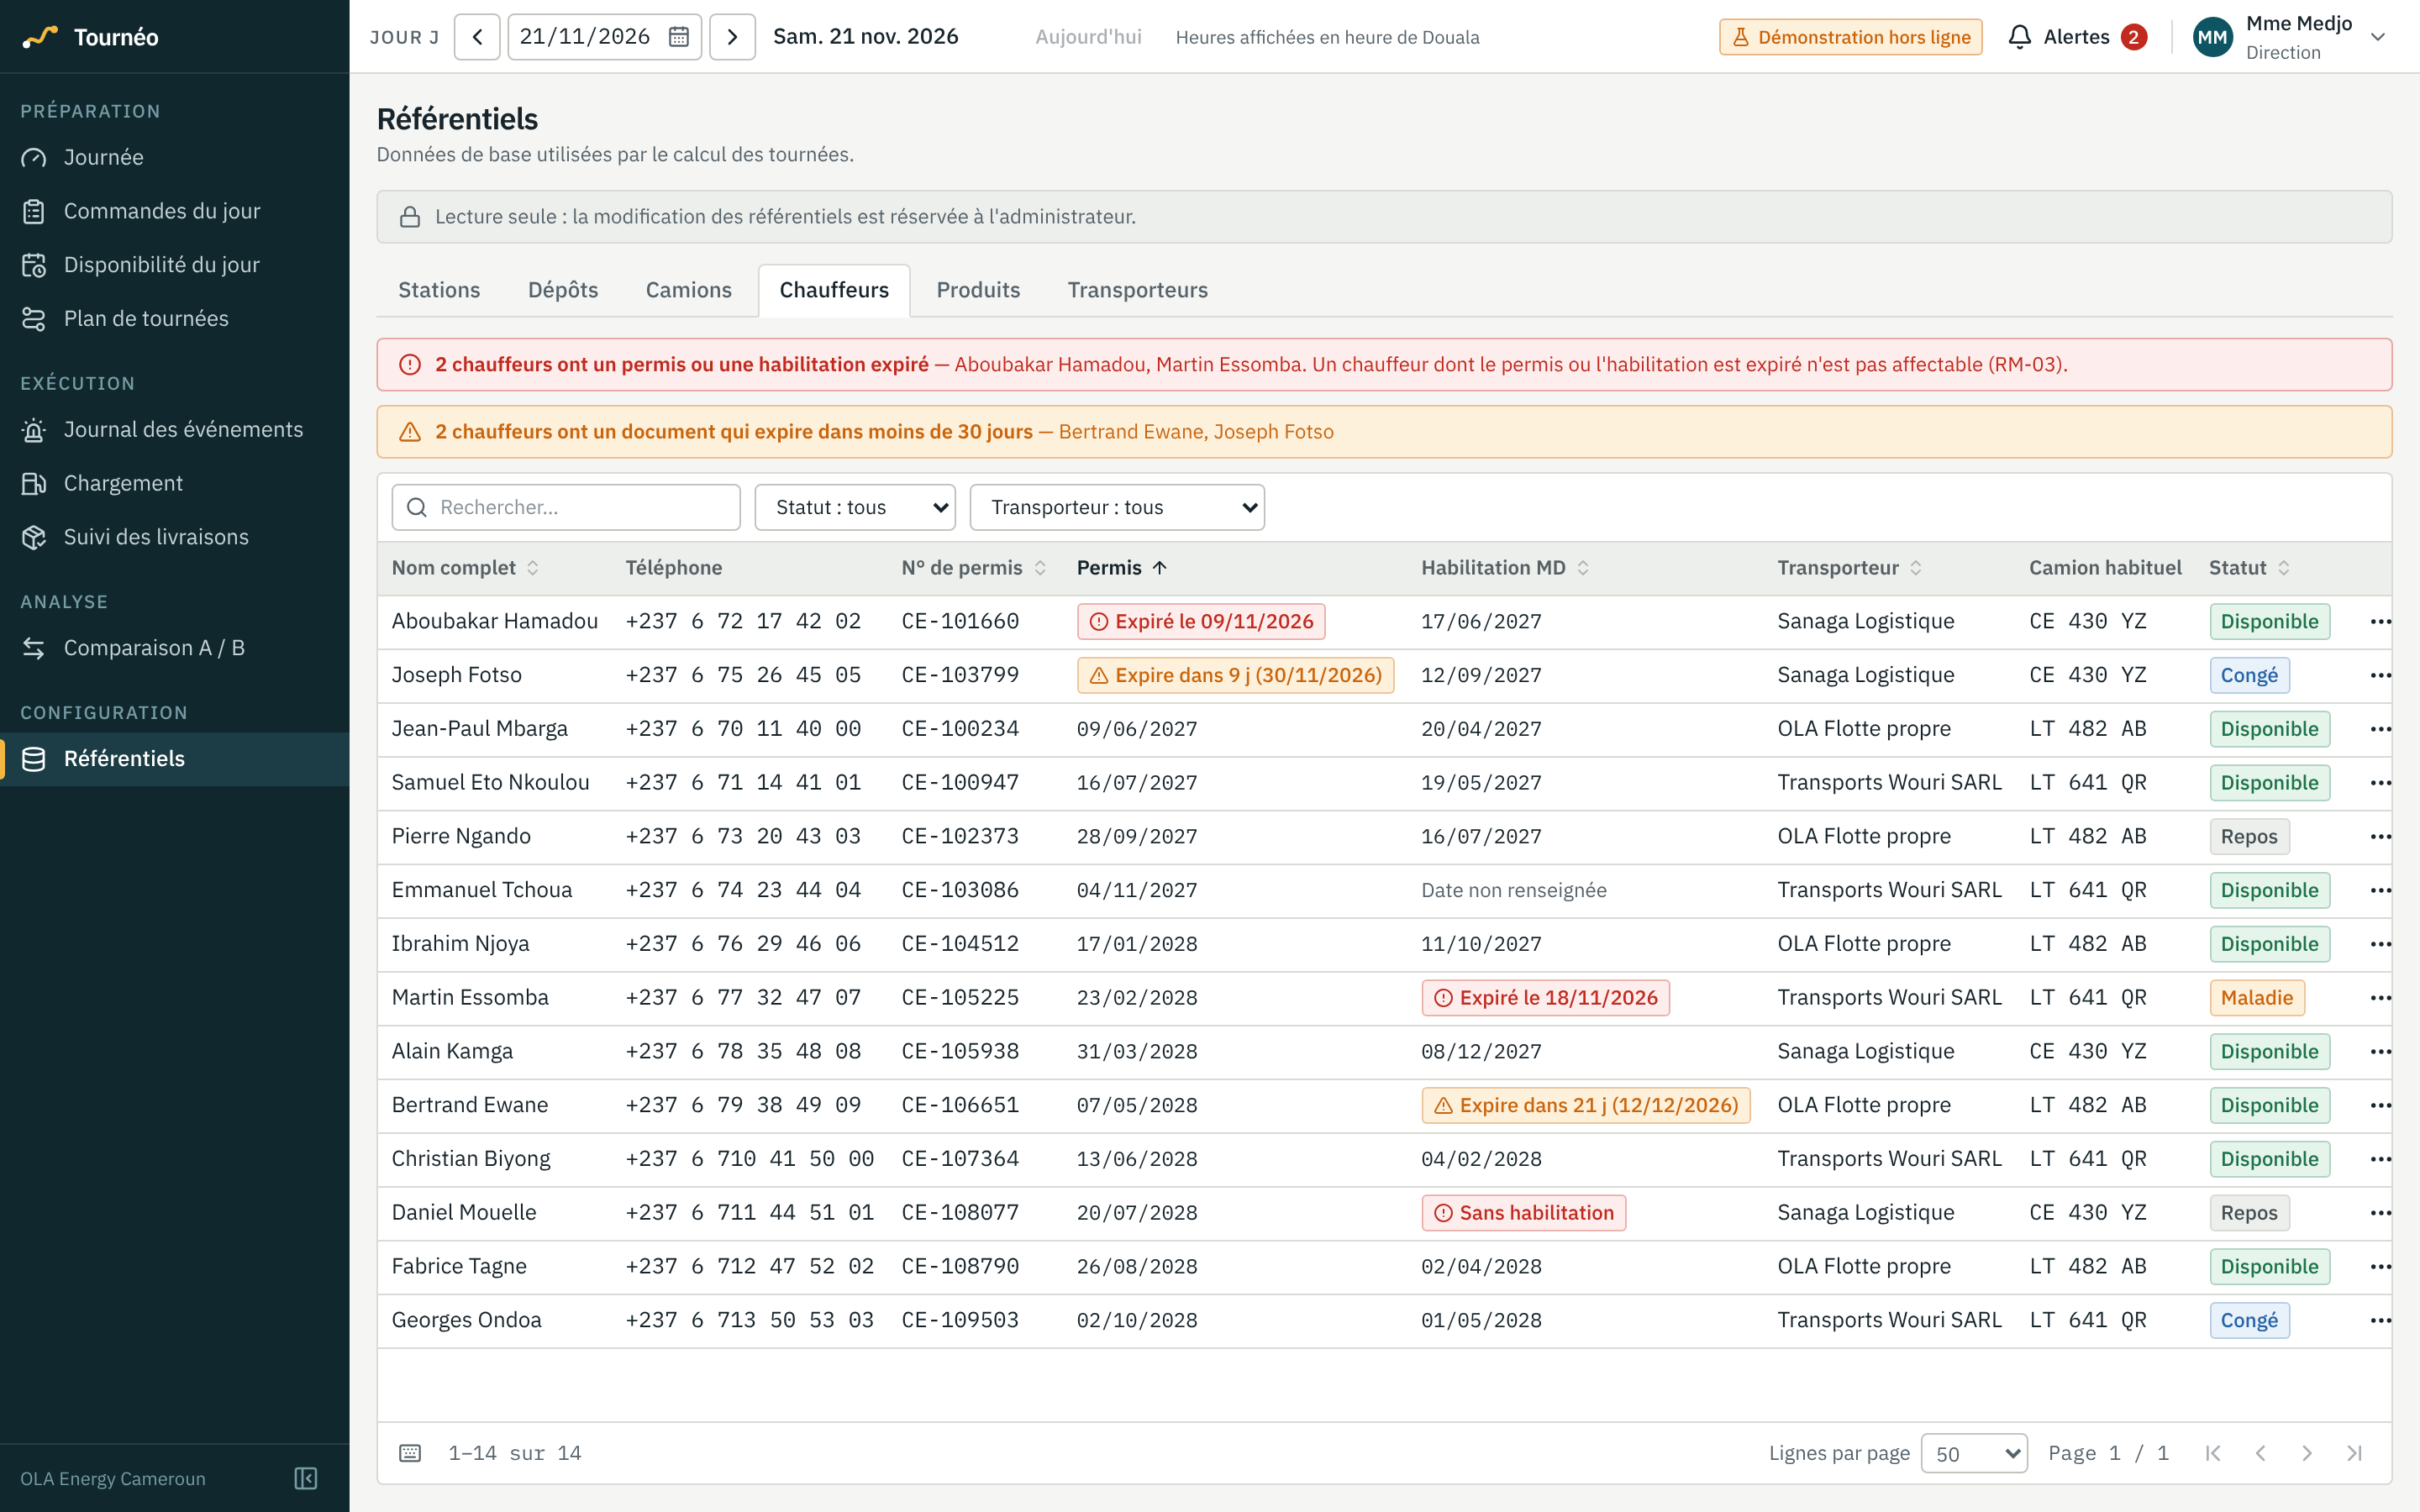 Tournéo
JOUR J 21/11/2026 Sam. 21 nov. 2026 Aujourd'hui Heures affichées en heure de Douala Démonstration hors ligne Alertes 2 MM Mme Medjo
Direction
PRÉPARATION
Journée
Commandes du jour
Disponibilité du jour
Plan de tournées
EXÉCUTION
Journal des événements
Chargement
Suivi des livraisons
ANALYSE
Comparaison A / B
CONFIGURATION
Référentiels
OLA Energy Cameroun
Référentiels
Données de base utilisées par le calcul des tournées.
Lecture seule : la modification des référentiels est réservée à l'administrateur.
Stations Dépôts Camions Chauffeurs Produits Transporteurs
2 chauffeurs ont un permis ou une habilitation expiré — Aboubakar Hamadou, Martin Essomba. Un chauffeur dont le permis ou l'habilitation est expiré n'est pas affectable (RM-03).
2 chauffeurs ont un document qui expire dans moins de 30 jours — Bertrand Ewane, Joseph Fotso
Rechercher... Statut : tous Transporteur : tous
Nom complet Téléphone N° de permis Permis Habilitation MD Transporteur Camion habituel Statut
Aboubakar Hamadou +237 6 72 17 42 02 CE-101660 Expiré le 09/11/2026 17/06/2027 Sanaga Logistique CE 430 YZ Disponible
Joseph Fotso +237 6 75 26 45 05 CE-103799 Expire dans 9 j (30/11/2026) 12/09/2027 Sanaga Logistique CE 430 YZ Congé
Jean-Paul Mbarga +237 6 70 11 40 00 CE-100234 09/06/2027 20/04/2027 OLA Flotte propre LT 482 AB Disponible
Samuel Eto Nkoulou +237 6 71 14 41 01 CE-100947 16/07/2027 19/05/2027 Transports Wouri SARL LT 641 QR Disponible
Pierre Ngando +237 6 73 20 43 03 CE-102373 28/09/2027 16/07/2027 OLA Flotte propre LT 482 AB Repos
Emmanuel Tchoua +237 6 74 23 44 04 CE-103086 04/11/2027 Date non renseignée Transports Wouri SARL LT 641 QR Disponible
Ibrahim Njoya +237 6 76 29 46 06 CE-104512 17/01/2028 11/10/2027 OLA Flotte propre LT 482 AB Disponible
Martin Essomba +237 6 77 32 47 07 CE-105225 23/02/2028 Expiré le 18/11/2026 Transports Wouri SARL LT 641 QR Maladie
Alain Kamga +237 6 78 35 48 08 CE-105938 31/03/2028 08/12/2027 Sanaga Logistique CE 430 YZ Disponible
Bertrand Ewane +237 6 79 38 49 09 CE-106651 07/05/2028 Expire dans 21 j (12/12/2026) OLA Flotte propre LT 482 AB Disponible
Christian Biyong +237 6 710 41 50 00 CE-107364 13/06/2028 04/02/2028 Transports Wouri SARL LT 641 QR Disponible
Daniel Mouelle +237 6 711 44 51 01 CE-108077 20/07/2028 Sans habilitation Sanaga Logistique CE 430 YZ Repos
Fabrice Tagne +237 6 712 47 52 02 CE-108790 26/08/2028 02/04/2028 OLA Flotte propre LT 482 AB Disponible
Georges Ondoa +237 6 713 50 53 03 CE-109503 02/10/2028 01/05/2028 Transports Wouri SARL LT 641 QR Congé
1–14 sur 14 Lignes par page 50 Page 1 / 1